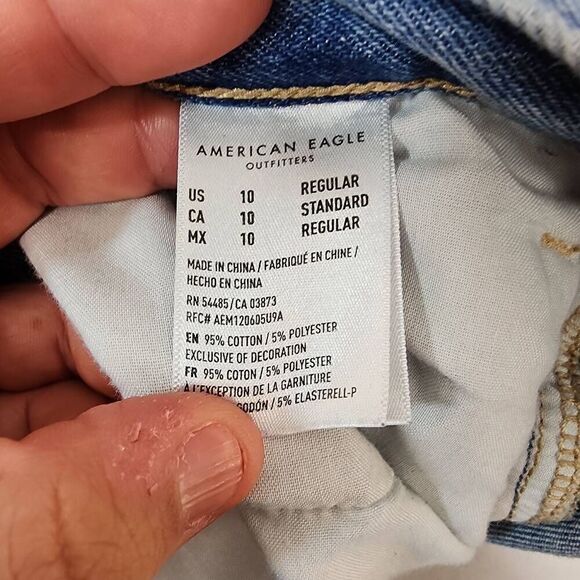 AMERICAN EAGLE
OUTFITTERS
US 10 REGULAR
CA 10 STANDARD
MX 10 REGULAR
MADE IN CHINA / FABRIQUÉ EN CHINE /
HECHO EN CHINA
RN 54485/CA 03873
RFC# AEM120605U9A
EN 95% COTTON / 5% POLYESTER
EXCLUSIVE OF DECORATION
FR 95% COTTON / 5% POLYESTER
À L'EXCEPTION DE LA GARNITURE
GODÓN / 5% ELASTERELL-P